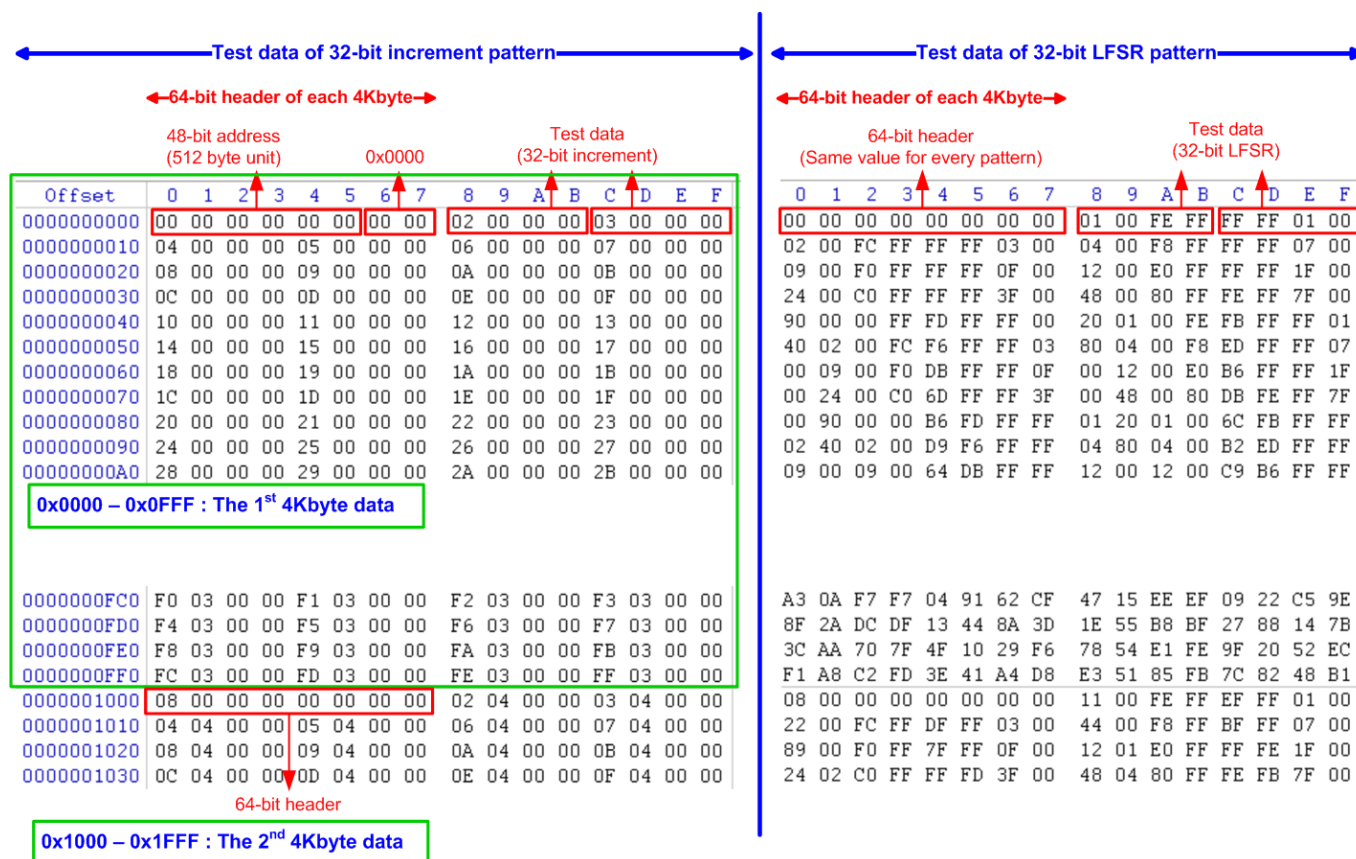 Test data of 32-bit increment pattern
64-bit header of each 4Kbyte
48-bit address
(512 byte unit)
0x0000
Test data
(32-bit increment)
Offset 0 1 2 3 4 5 6 7 8 9 A B C D E F
0000000000 00 00 00 00 00 00 00 00 02 00 00 00 03 00 00 00
0000000010 04 00 00 00 05 00 00 00 06 00 00 00 07 00 00 00
0000000020 08 00 00 00 09 00 00 00 0A 00 00 00 0B 00 00 00
0000000030 0C 00 00 00 0D 00 00 00 0E 00 00 00 0F 00 00 00
0000000040 10 00 00 00 11 00 00 00 12 00 00 00 13 00 00 00
0000000050 14 00 00 00 15 00 00 00 16 00 00 00 17 00 00 00
0000000060 18 00 00 00 19 00 00 00 1A 00 00 00 1B 00 00 00
0000000070 1C 00 00 00 1D 00 00 00 1E 00 00 00 1F 00 00 00
0000000080 20 00 00 00 21 00 00 00 22 00 00 00 23 00 00 00
0000000090 24 00 00 00 25 00 00 00 26 00 00 00 27 00 00 00
00000000A0 28 00 00 00 29 00 00 00 2A 00 00 00 2B 00 00 00
0x0000 – 0x0FFF : The 1st 4Kbyte data
0000000FC0 F0 03 00 00 F1 03 00 00 F2 03 00 00 F3 03 00 00
0000000FD0 F4 03 00 00 F5 03 00 00 F6 03 00 00 F7 03 00 00
0000000FE0 F8 03 00 00 F9 03 00 00 FA 03 00 00 FB 03 00 00
0000000FF0 FC 03 00 00 FD 03 00 00 FE 03 00 00 FF 03 00 00
0000001000 08 00 00 00 00 00 00 00 02 04 00 00 03 04 00 00
0000001010 04 04 00 00 05 04 00 00 06 04 00 00 07 04 00 00
0000001020 08 04 00 00 09 04 00 00 0A 04 00 00 0B 04 00 00
0000001030 0C 04 00 00 0D 04 00 00 0E 04 00 00 0F 04 00 00
64-bit header
0x1000 – 0x1FFF : The 2nd 4Kbyte data
Test data of 32-bit LFSR pattern
64-bit header of each 4Kbyte
64-bit header
(Same value for every pattern)
Test data
(32-bit LFSR)
0 1 2 3 4 5 6 7 8 9 A B C D E F
00 00 00 00 00 00 00 00 01 00 FE FF FF FF 01 00
02 00 FC FF FF FF 03 00 04 00 F8 FF FF FF 07 00
09 00 F0 FF FF FF 0F 00 12 00 E0 FF FF FF 1F 00
24 00 C0 FF FF FF 3F 00 48 00 80 FF FE FF 7F 00
90 00 00 FF FD FF FF 00 20 01 00 FE FB FF FF 01
40 02 00 FC F6 FF FF 03 80 04 00 F8 ED FF FF 07
00 09 00 F0 DB FF FF 0F 00 12 00 E0 B6 FF FF 1F
00 24 00 C0 6D FF FF 3F 00 48 00 80 DB FE FF 7F
00 90 00 00 B6 FD FF FF 01 20 01 00 6C FB FF FF
02 40 02 00 D9 F6 FF FF 04 80 04 00 B2 ED FF FF
09 00 09 00 64 DB FF FF 12 00 12 00 C9 B6 FF FF
A3 0A F7 F7 04 91 62 CF 47 15 EE EF 09 22 C5 9E
8F 2A DC DF 13 44 8A 3D 1E 55 B8 BF 27 88 14 7B
3C AA 70 7F 4F 10 29 F6 78 54 E1 FE 9F 20 52 EC
F1 A8 C2 FD 3E 41 A4 D8 E3 51 85 FB 7C 82 48 B1
08 00 00 00 00 00 00 00 11 00 FE FF EF FF 01 00
22 00 FC FF DF FF 03 00 44 00 F8 FF BF FF 07 00
89 00 F0 FF 7F FF 0F 00 12 01 E0 FF FF FE 1F 00
24 02 C0 FF FF FD 3F 00 48 04 80 FF FE FB 7F 00